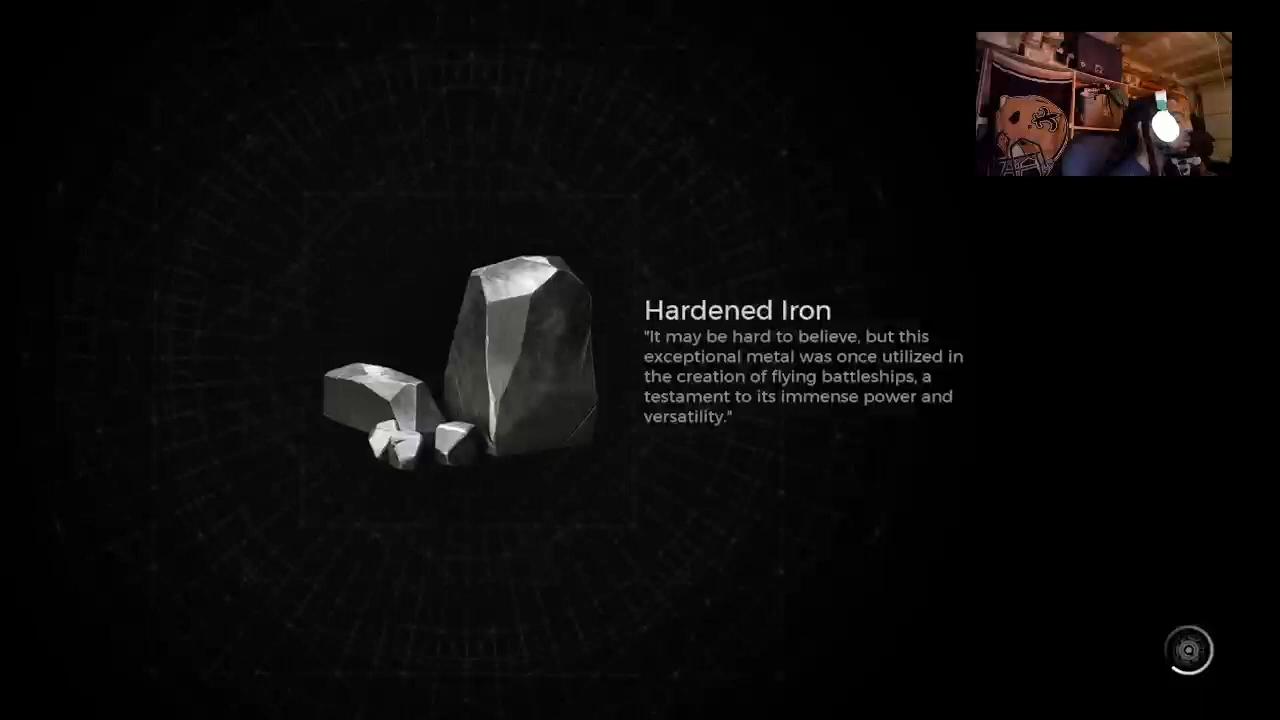 Hardened Iron
"It may be hard to believe, but this
exceptional metal was once utilized in
the creation of flying battleships, a
testament to its immense power and
versatility."